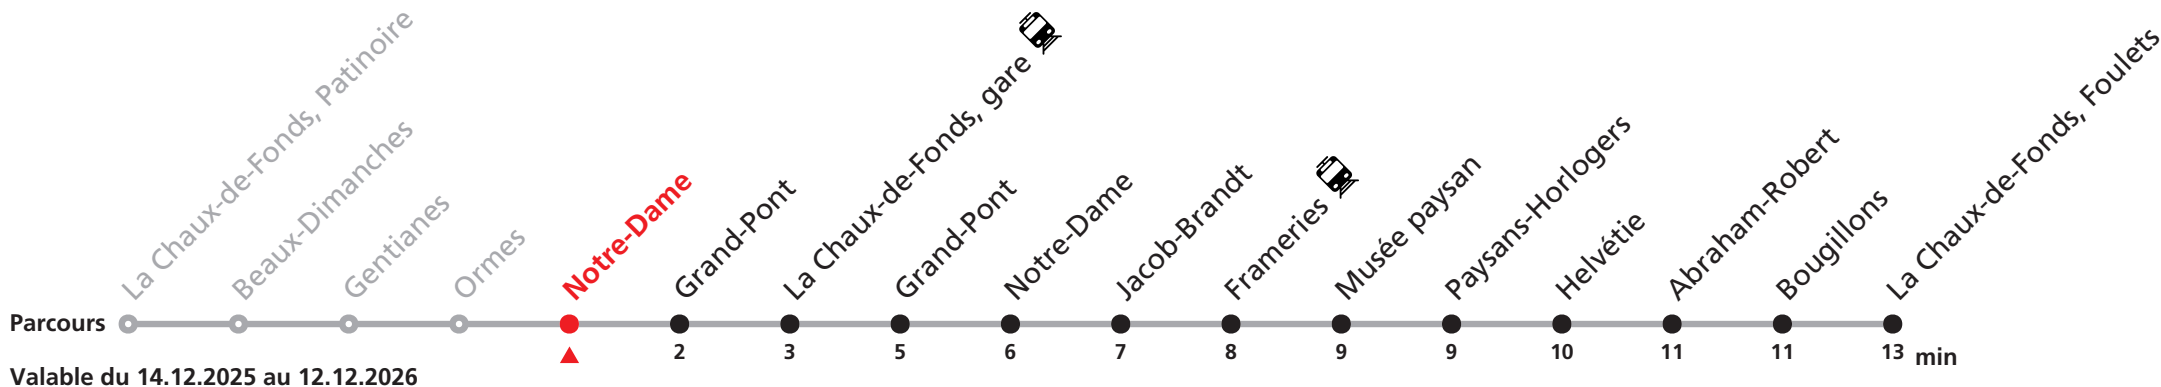 La Chaux-de-Fonds, Patinoire
Beaux-Dimanches
Gentianes
Ormes
Notre-Dame
Grand-Pont
La Chaux-de-Fonds, gare
Grand-Pont
Notre-Dame
Jacob-Brandt
Frameries
Musée paysan
Paysans-Horlogers
Helvétie
Abraham-Robert
Bougillons
La Chaux-de-Fonds, Foulets
Parcours
2 3 5 6 7 8 9 9 10 11 11 13 min
Valable du 14.12.2025 au 12.12.2026